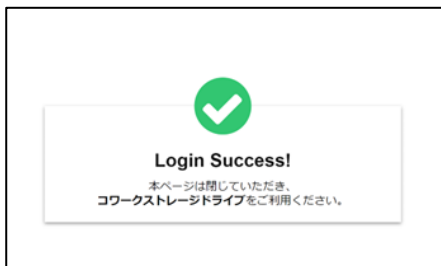 Login Success!
本ページは閉じていただき、
コワークストレージドライブをご利用ください。